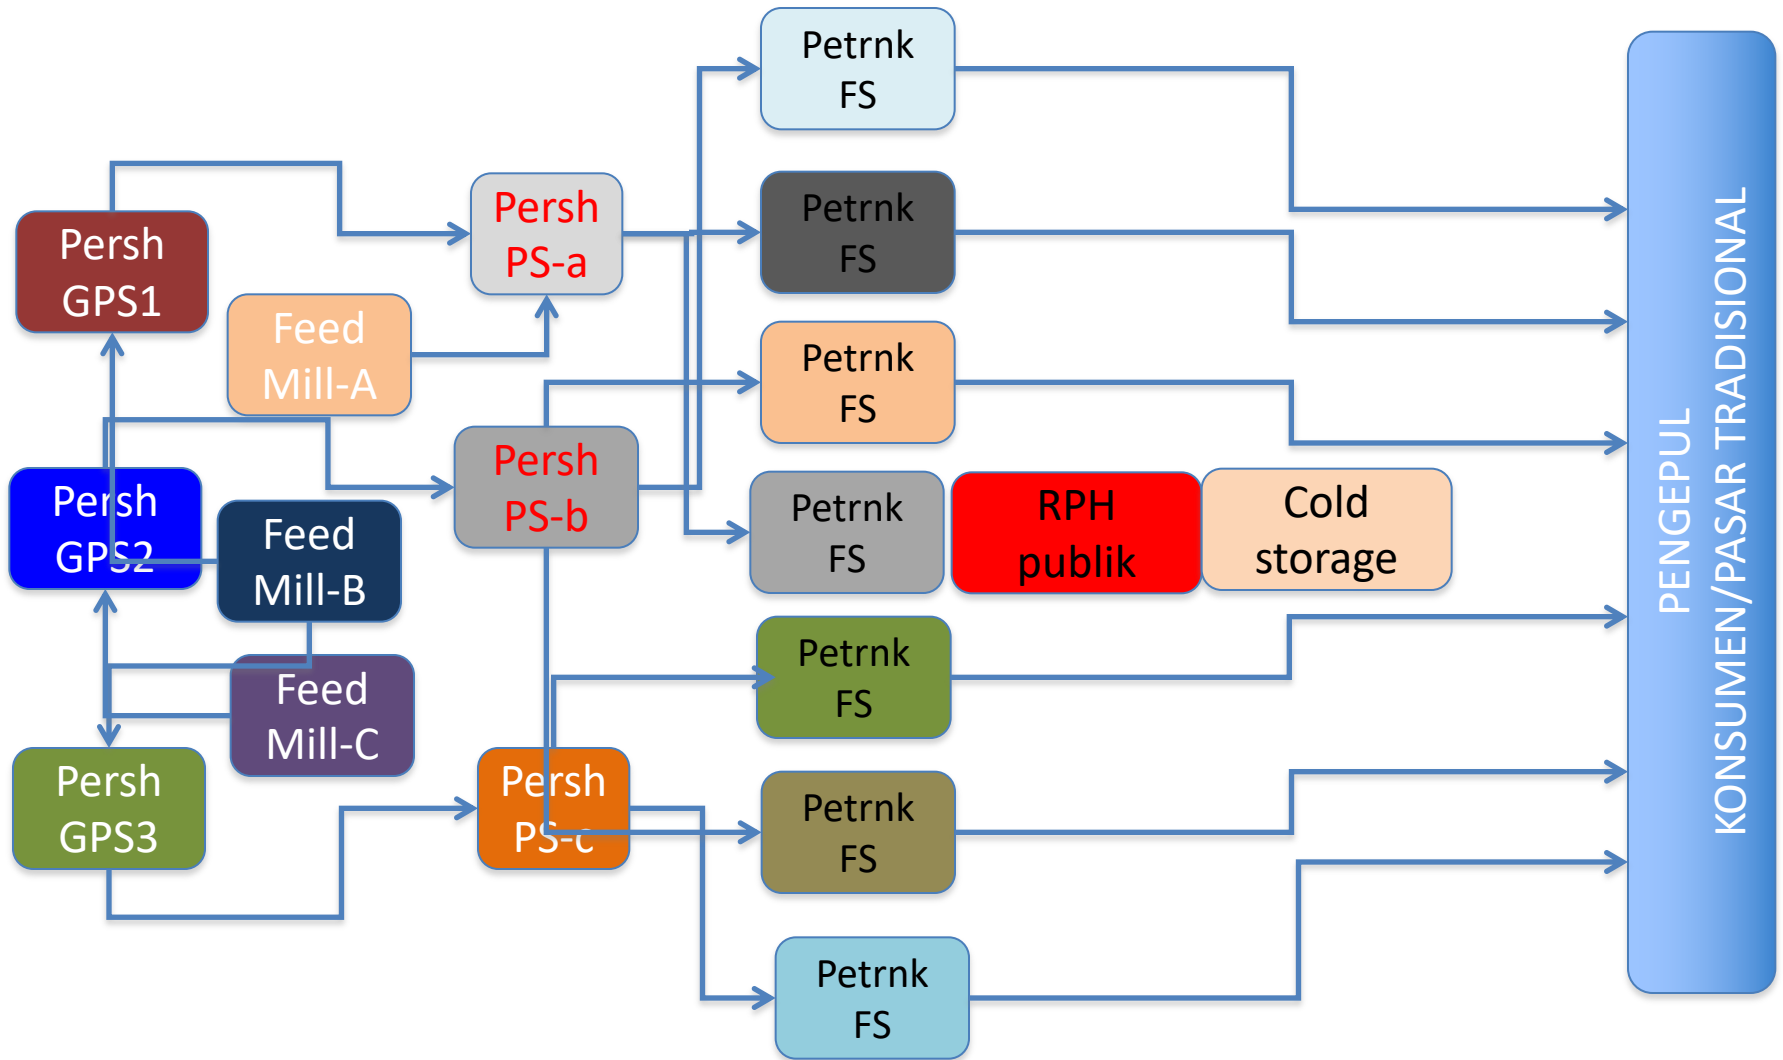 Persh
GPS1
Persh
GPS2
Persh
GPS3
Feed
Mill-A
Feed
Mill-B
Feed
Mill-C
Persh
PS-a
Persh
PS-b
Persh
PS-c
Petrnk
FS
Petrnk
FS
Petrnk
FS
Petrnk
FS
RPH
publik
Cold
storage
Petrnk
FS
Petrnk
FS
Petrnk
FS
PENGEPUL
KONSUMEN/PASAR TRADISIONAL